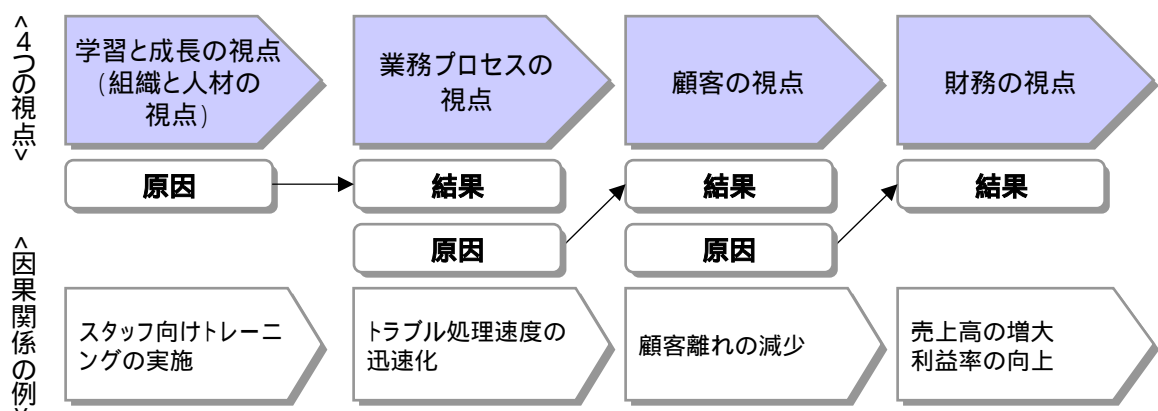 <4つの視点>
学習と成長の視点
(組織と人材の
視点)
業務プロセスの
視点
顧客の視点
財務の視点
原因
結果
結果
結果
原因
原因
<因果関係の例>
スタッフ向けトレーニ
ングの実施
トラブル処理速度の
迅速化
顧客離れの減少
売上高の増大
利益率の向上